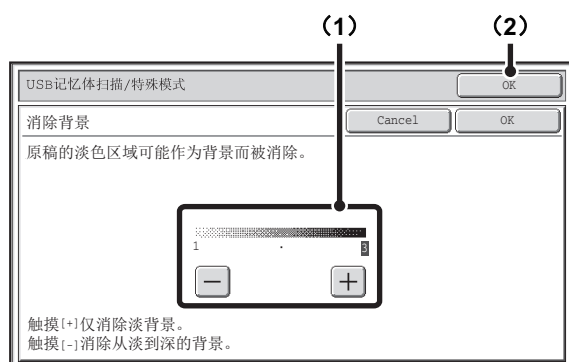 (1) (2)
USB记忆体扫描/特殊模式 OK
消除背景 Cancel OK
原稿的淡色区域可能作为背景而被消除。
1 · 3
- +
触摸[+]仅消除淡背景。
触摸[-]消除从淡到深的背景。